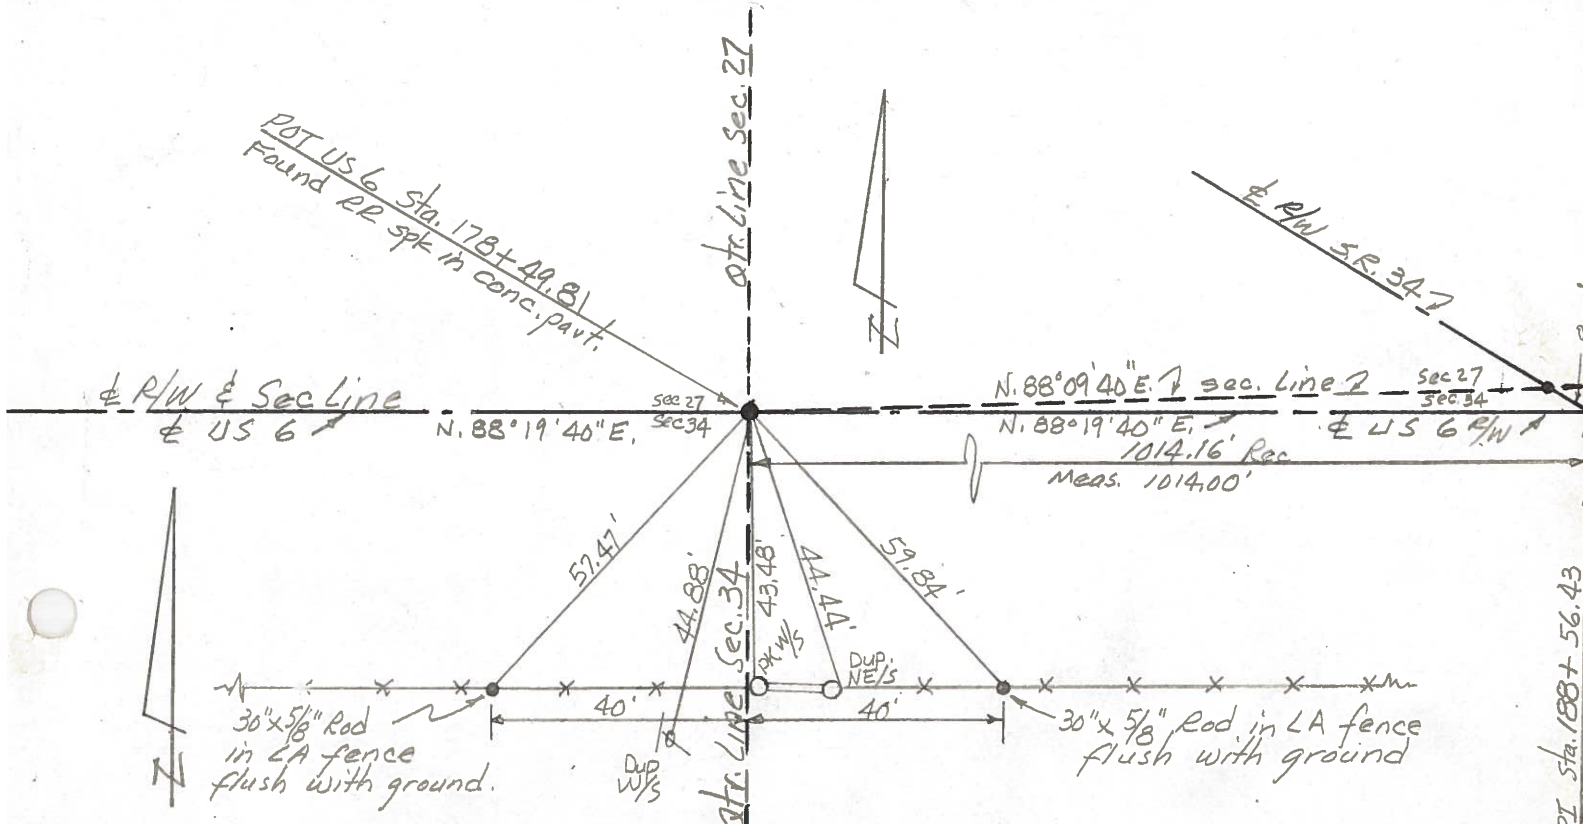 Qtr. Line Sec. 27
POT US 6 Sta. 178+49.81
Found RR spk in conc. pavt.
℄ R/W S.R. 34
℄ R/W & Sec Line
℄ US 6
N. 88°19'40" E.
Sec 27
Sec 34
N. 88°09'40" E.
sec. Line
Sec 27
Sec. 34
N. 88°19'40" E.
℄ US 6 R/W
1014.16' Rec
Meas. 1014.00'
57.47'
44.88'
43.48'
44.44'
59.84'
Qtr. Line Sec. 34
PK W/S
Dup.
NE/S
40'
40'
30" x 5/8" Rod
in LA fence
flush with ground.
Dup
W/S
30" x 5/8" Rod in LA fence
flush with ground
PI Sta. 188+56.43
N
N